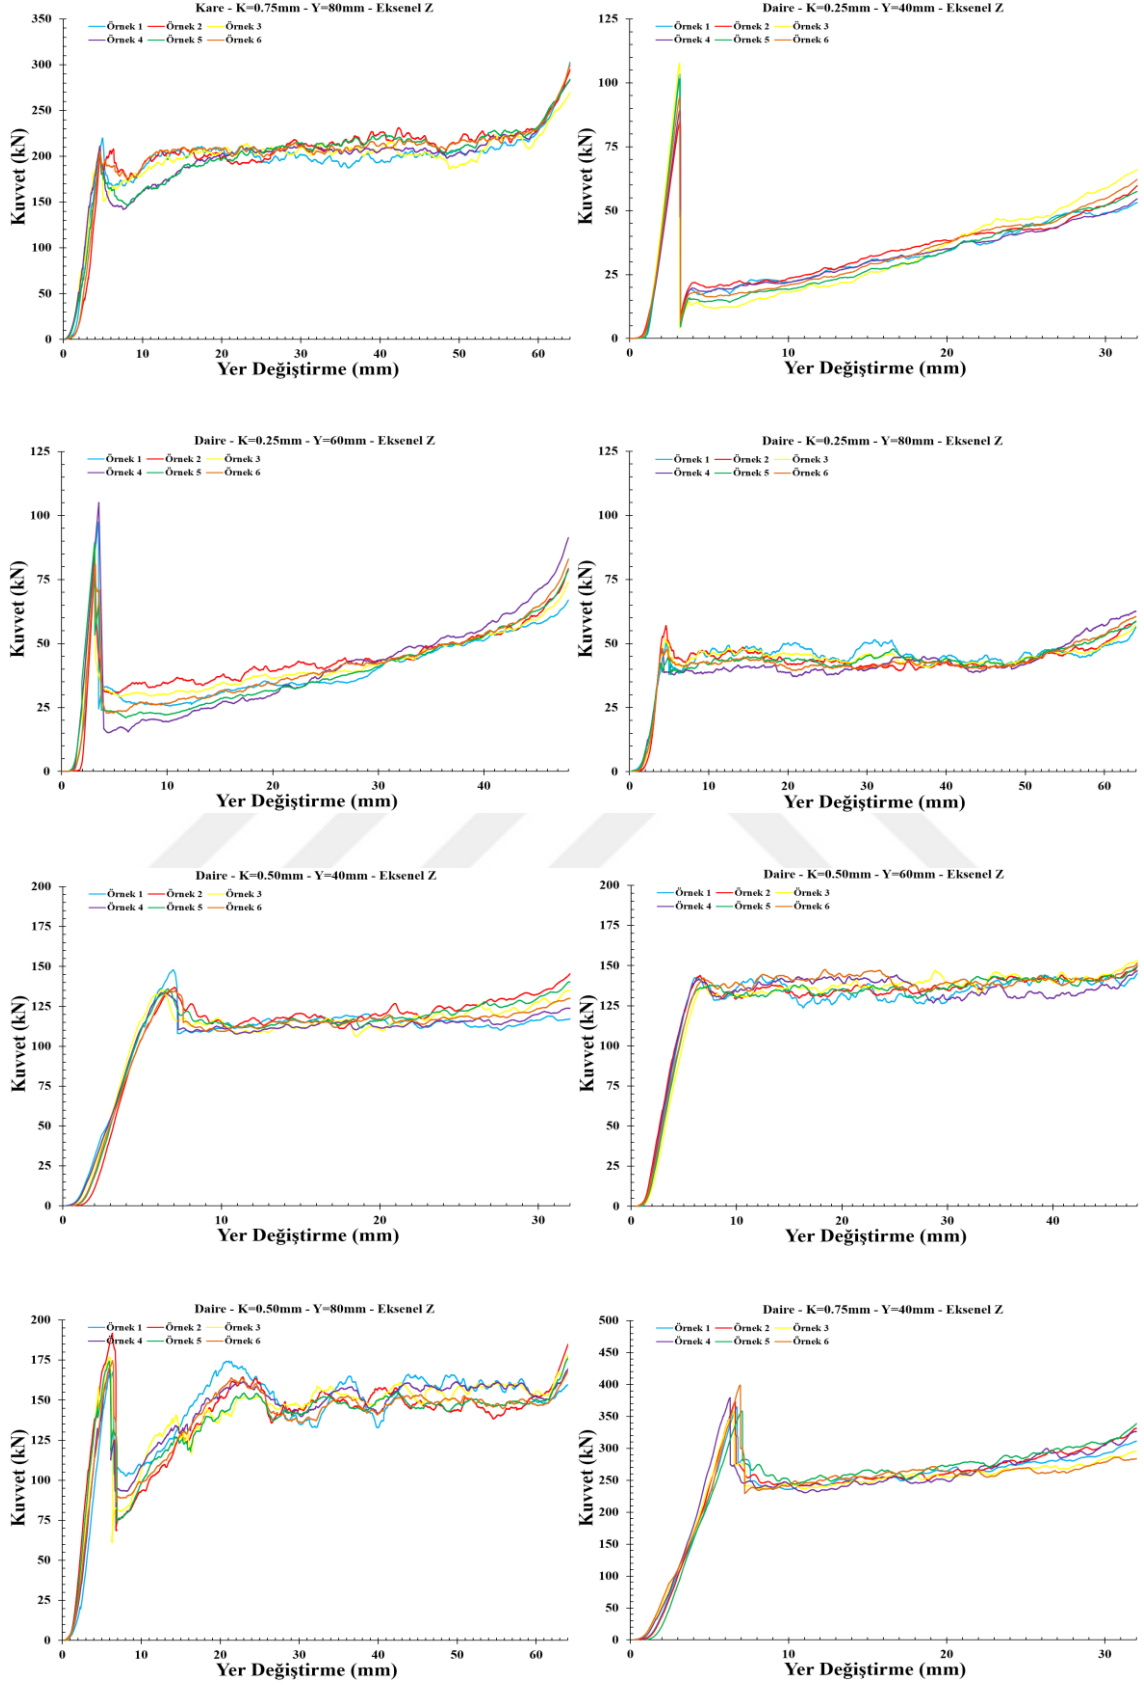 Kare - K=0.75mm - Y=80mm - Eksenel Z
Örnek 1 Örnek 2 Örnek 3
Örnek 4 Örnek 5 Örnek 6
Kuvvet (kN)
350
300
250
200
150
100
50
0
0 10 20 30 40 50 60
Yer Değiştirme (mm)
Daire - K=0.25mm - Y=40mm - Eksenel Z
Örnek 1 Örnek 2 Örnek 3
Örnek 4 Örnek 5 Örnek 6
Kuvvet (kN)
125
100
75
50
25
0
0 10 20 30
Yer Değiştirme (mm)
Daire - K=0.25mm - Y=60mm - Eksenel Z
Örnek 1 Örnek 2 Örnek 3
Örnek 4 Örnek 5 Örnek 6
Kuvvet (kN)
125
100
75
50
25
0
0 10 20 30 40
Yer Değiştirme (mm)
Daire - K=0.25mm - Y=80mm - Eksenel Z
Örnek 1 Örnek 2 Örnek 3
Örnek 4 Örnek 5 Örnek 6
Kuvvet (kN)
125
100
75
50
25
0
0 10 20 30 40 50 60
Yer Değiştirme (mm)
Daire - K=0.50mm - Y=40mm - Eksenel Z
Örnek 1 Örnek 2 Örnek 3
Örnek 4 Örnek 5 Örnek 6
Kuvvet (kN)
200
175
150
125
100
75
50
25
0
0 10 20 30
Yer Değiştirme (mm)
Daire - K=0.50mm - Y=60mm - Eksenel Z
Örnek 1 Örnek 2 Örnek 3
Örnek 4 Örnek 5 Örnek 6
Kuvvet (kN)
200
175
150
125
100
75
50
25
0
0 10 20 30 40
Yer Değiştirme (mm)
Daire - K=0.50mm - Y=80mm - Eksenel Z
Örnek 1 Örnek 2 Örnek 3
Örnek 4 Örnek 5 Örnek 6
Kuvvet (kN)
200
175
150
125
100
75
50
25
0
0 10 20 30 40 50 60
Yer Değiştirme (mm)
Daire - K=0.75mm - Y=40mm - Eksenel Z
Örnek 1 Örnek 2 Örnek 3
Örnek 4 Örnek 5 Örnek 6
Kuvvet (kN)
500
450
400
350
300
250
200
150
100
50
0
0 10 20 30
Yer Değiştirme (mm)